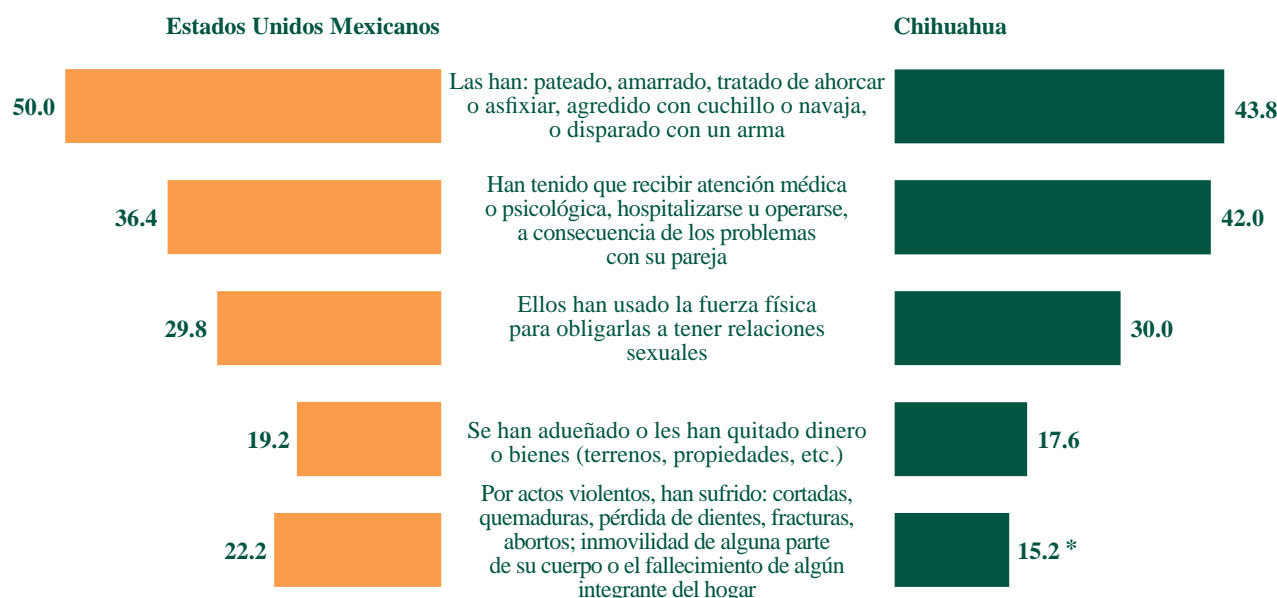 Estados Unidos Mexicanos
Chihuahua
50.0
Las han: pateado, amarrado, tratado de ahorcar
o asfixiar, agredido con cuchillo o navaja,
o disparado con un arma
43.8
36.4
Han tenido que recibir atención médica
o psicológica, hospitalizarse u operarse,
a consecuencia de los problemas
con su pareja
42.0
29.8
Ellos han usado la fuerza física
para obligarlas a tener relaciones
sexuales
30.0
19.2
Se han adueñado o les han quitado dinero
o bienes (terrenos, propiedades, etc.)
17.6
22.2
Por actos violentos, han sufrido: cortadas,
quemaduras, pérdida de dientes, fracturas,
abortos; inmovilidad de alguna parte
de su cuerpo o el fallecimiento de algún
integrante del hogar
15.2 *